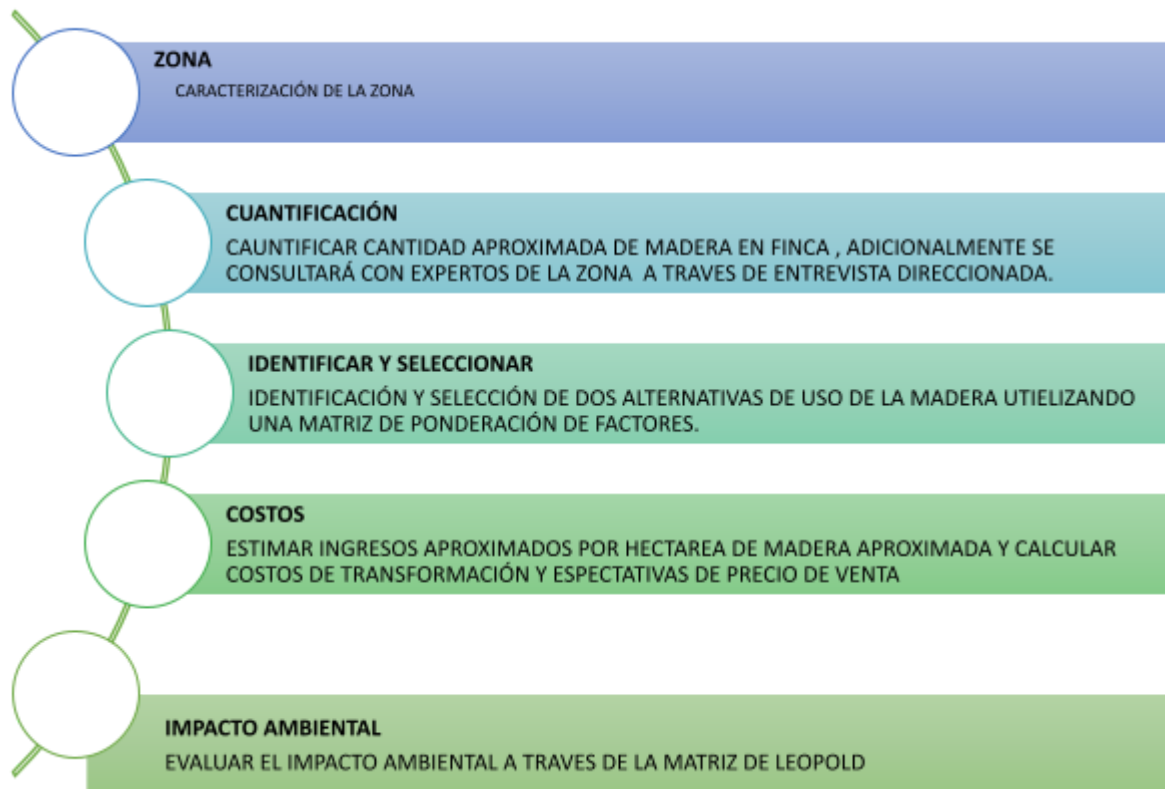 ZONA
CARACTERIZACIÓN DE LA ZONA
CUANTIFICACIÓN
CAUNTIFICAR CANTIDAD APROXIMADA DE MADERA EN FINCA , ADICIONALMENTE SE
CONSULTARÁ CON EXPERTOS DE LA ZONA A TRAVES DE ENTREVISTA DIRECCIONADA.
IDENTIFICAR Y SELECCIONAR
IDENTIFICACIÓN Y SELECCIÓN DE DOS ALTERNATIVAS DE USO DE LA MADERA UTIELIZANDO
UNA MATRIZ DE PONDERACIÓN DE FACTORES.
COSTOS
ESTIMAR INGRESOS APROXIMADOS POR HECTAREA DE MADERA APROXIMADA Y CALCULAR
COSTOS DE TRANSFORMACIÓN Y ESPECTATIVAS DE PRECIO DE VENTA
IMPACTO AMBIENTAL
EVALUAR EL IMPACTO AMBIENTAL A TRAVES DE LA MATRIZ DE LEOPOLD